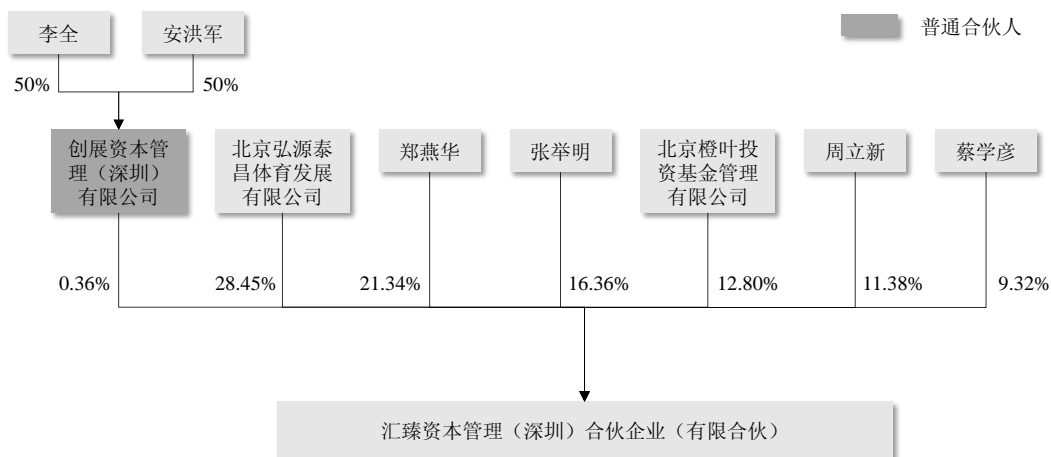 李全
安洪军
普通合伙人
50%
50%
创展资本管
理（深圳）
有限公司
北京弘源泰
昌体育发展
有限公司
郑燕华
张举明
北京橙叶投
资基金管理
有限公司
周立新
蔡学彦
0.36%
28.45%
21.34%
16.36%
12.80%
11.38%
9.32%
汇臻资本管理（深圳）合伙企业（有限合伙）